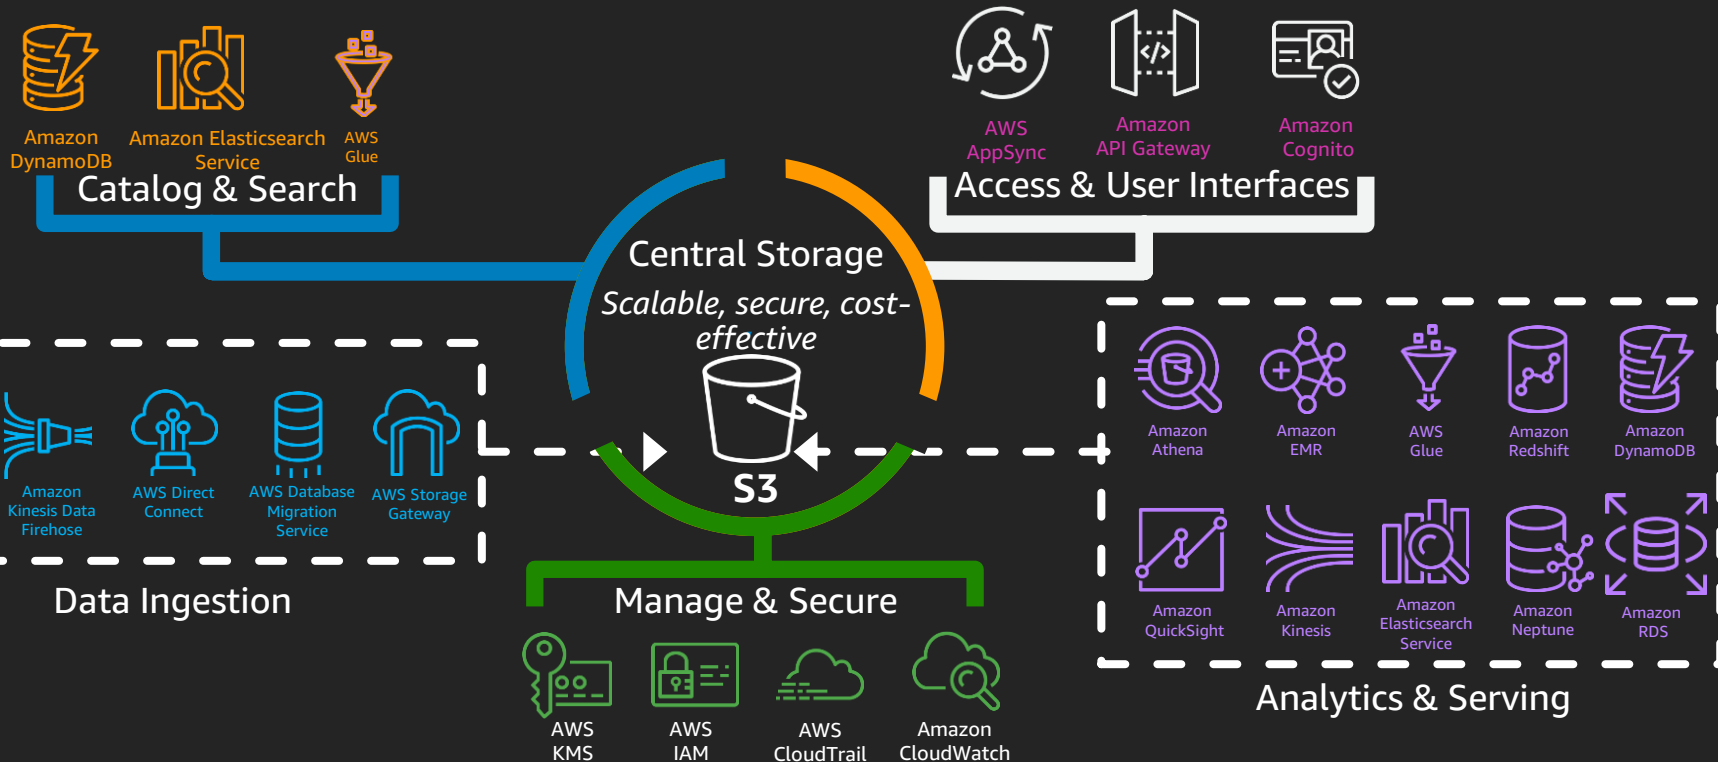 Amazon
DynamoDB
Amazon Elasticsearch
Service
AWS
Glue
Catalog & Search
AWS
AppSync
Amazon
API Gateway
Amazon
Cognito
Access & User Interfaces
Central Storage
Scalable, secure, cost-
effective
S3
Amazon
Kinesis Data
Firehose
AWS Direct
Connect
AWS Database
Migration
Service
AWS Storage
Gateway
Data Ingestion
Manage & Secure
AWS
KMS
AWS
IAM
AWS
CloudTrail
Amazon
CloudWatch
Amazon
Athena
Amazon
EMR
AWS
Glue
Amazon
Redshift
Amazon
DynamoDB
Amazon
QuickSight
Amazon
Kinesis
Amazon
Elasticsearch
Service
Amazon
Neptune
Amazon
RDS
Analytics & Serving